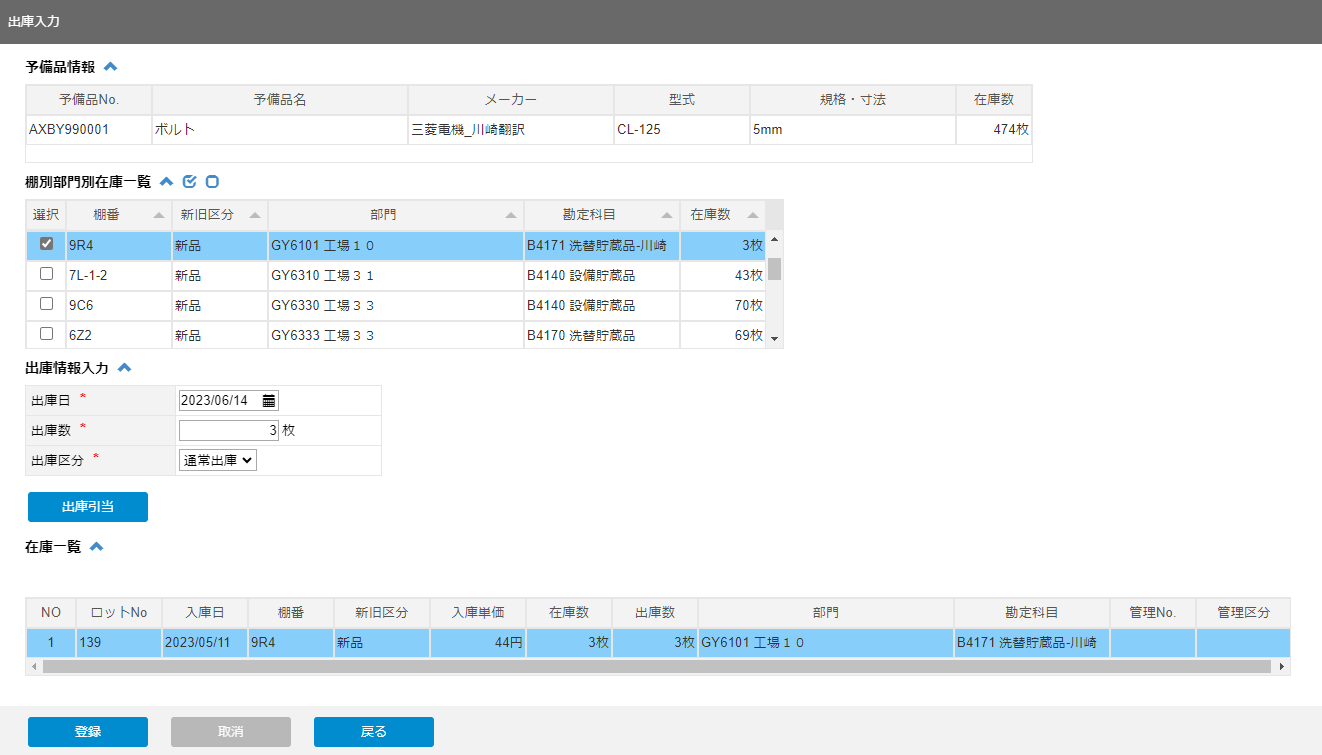 出庫入力
予備品情報
予備品No. 予備品名 メーカー 型式 規格・寸法 在庫数
AXBY990001 ボルト 三菱電機_川崎翻訳 CL-125 5mm 474枚
棚別部門別在庫一覧
選択 棚番 新旧区分 部門 勘定科目 在庫数
9R4 新品 GY6101 工場１０ B4171 洗替貯蔵品-川崎 3枚
7L-1-2 新品 GY6310 工場３１ B4140 設備貯蔵品 43枚
9C6 新品 GY6330 工場３３ B4140 設備貯蔵品 70枚
6Z2 新品 GY6333 工場３３ B4170 洗替貯蔵品 69枚
出庫情報入力
出庫日 * 2023/06/14
出庫数 * 3 枚
出庫区分 * 通常出庫
出庫引当
在庫一覧
NO ロットNo 入庫日 棚番 新旧区分 入庫単価 在庫数 出庫数 部門 勘定科目 管理No. 管理区分
1 139 2023/05/11 9R4 新品 44円 3枚 3枚 GY6101 工場１０ B4171 洗替貯蔵品-川崎
登録 取消 戻る